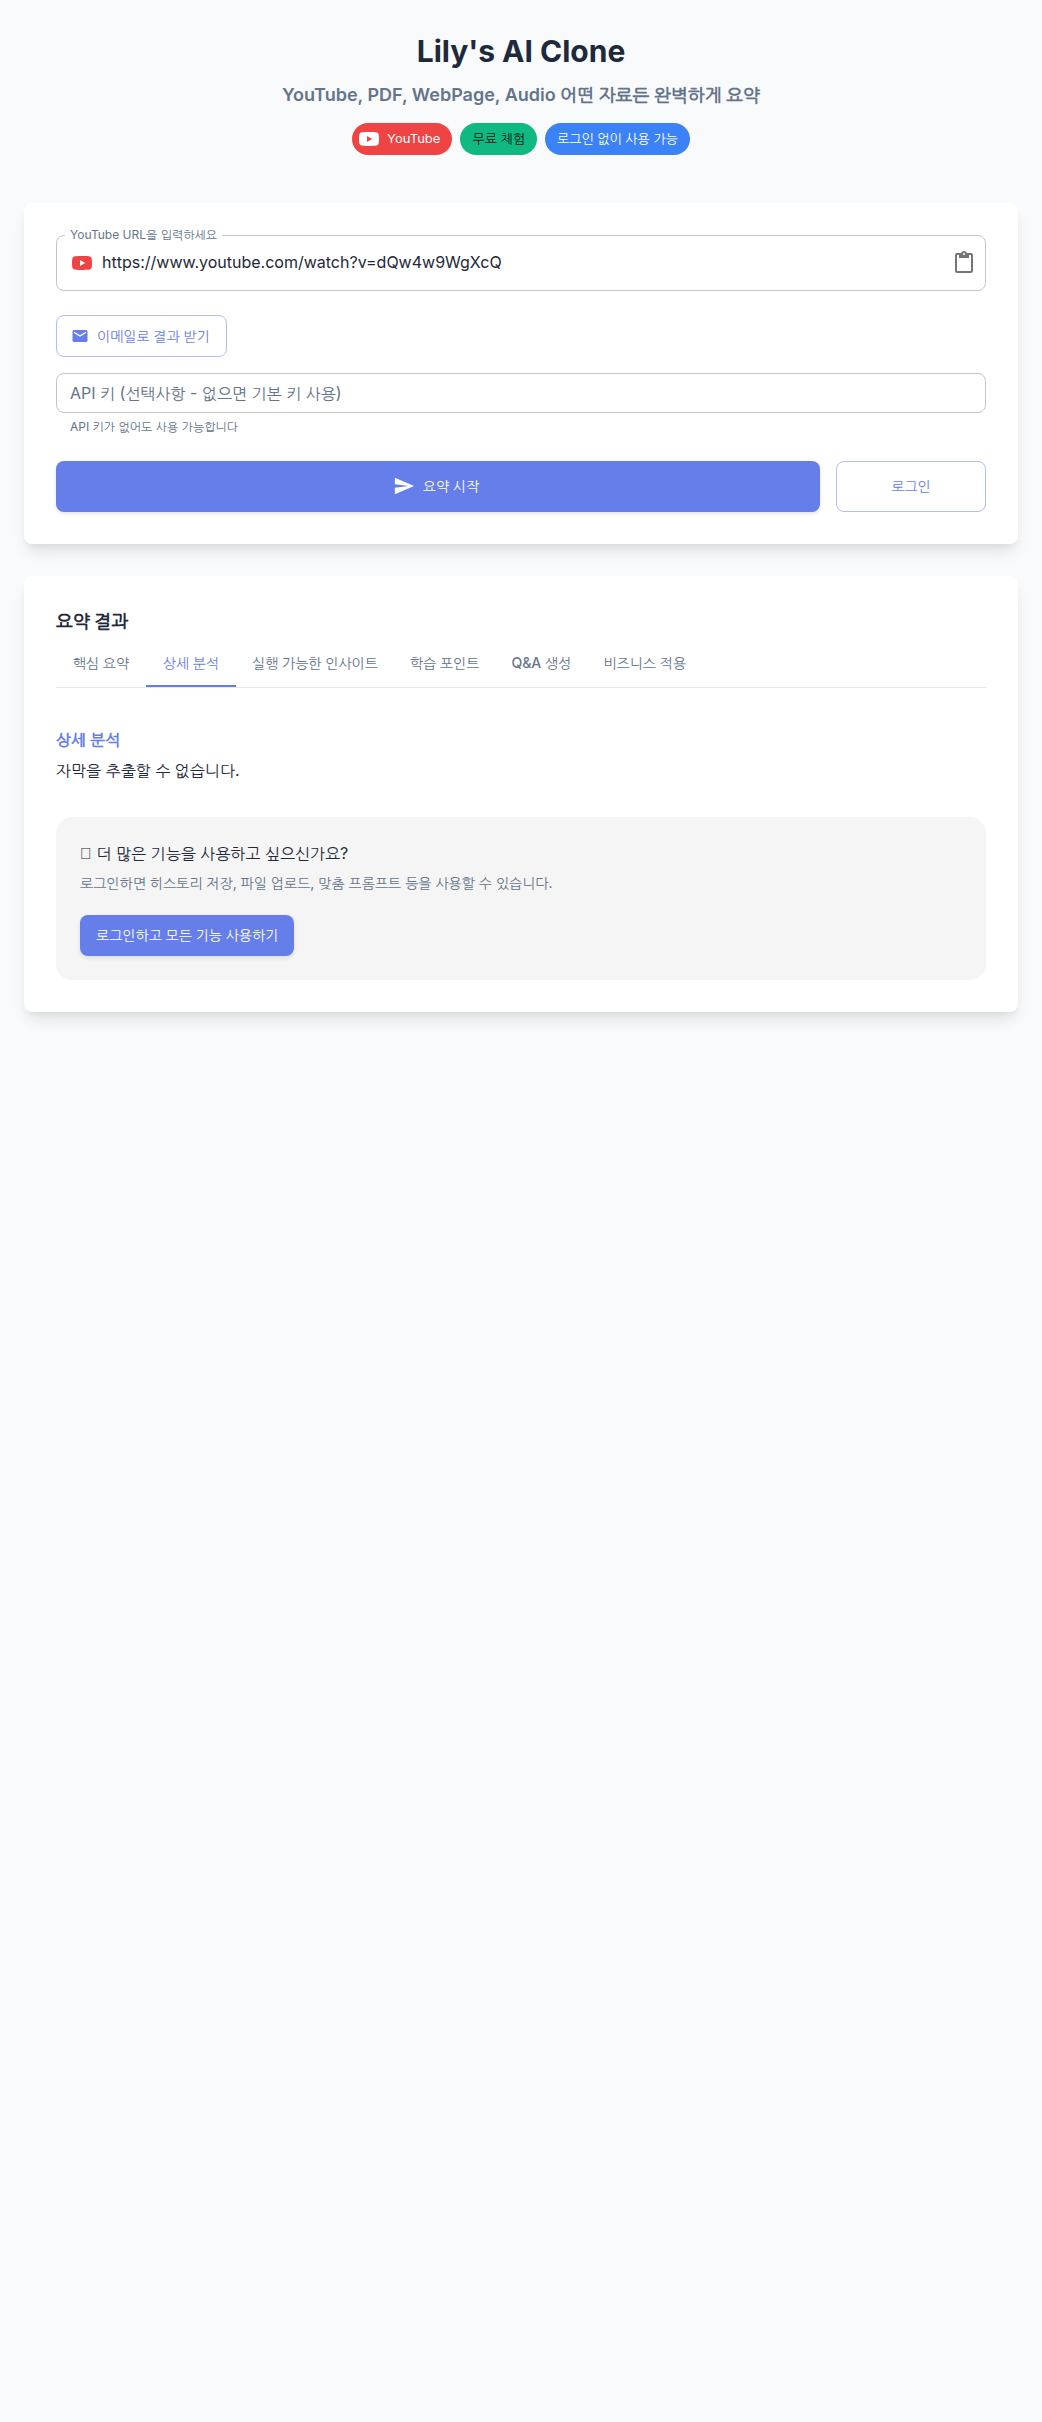 Lily's AI Clone
YouTube, PDF, WebPage, Audio 어떤 자료든 완벽하게 요약
YouTube 무료 체험 로그인 없이 사용 가능
YouTube URL을 입력하세요
https://www.youtube.com/watch?v=dQw4w9WgXcQ
이메일로 결과 받기
API 키 (선택사항 - 없으면 기본 키 사용)
API 키가 없어도 사용 가능합니다
요약 시작 로그인
요약 결과
핵심 요약 상세 분석 실행 가능한 인사이트 학습 포인트 Q&A 생성 비즈니스 적용
상세 분석
자막을 추출할 수 없습니다.
더 많은 기능을 사용하고 싶으신가요?
로그인하면 히스토리 저장, 파일 업로드, 맞춤 프롬프트 등을 사용할 수 있습니다.
로그인하고 모든 기능 사용하기